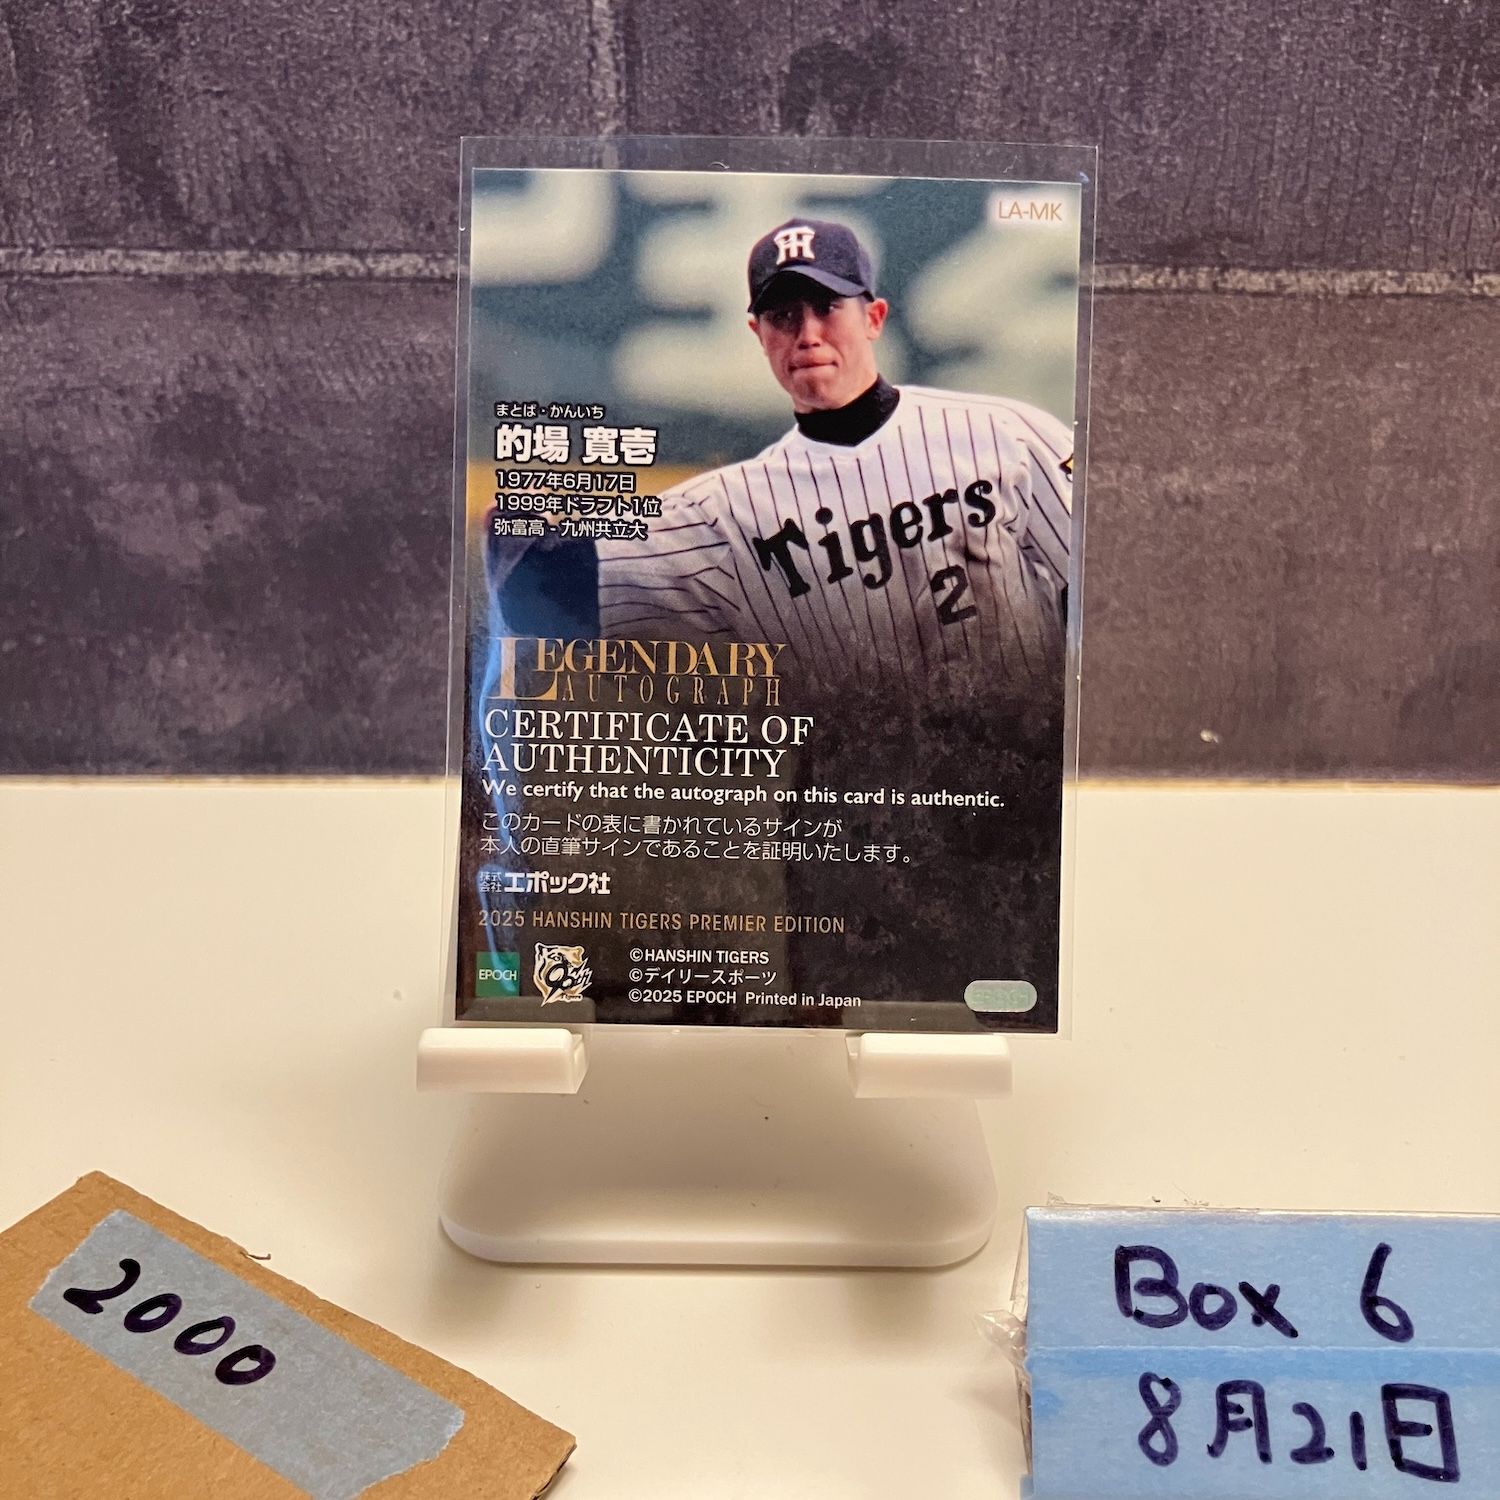 LA-MK
まとば・かんいち
的場 寛壱
1977年6月17日
1999年ドラフト1位
弥富高 - 九州共立大
Tigers
2
LEGENDARY
AUTOGRAPH
CERTIFICATE OF
AUTHENTICITY
We certify that the autograph on this card is authentic.
このカードの表に書かれているサインが
本人の直筆サインであることを証明いたします。
株式会社エポック社
2025 HANSHIN TIGERS PREMIER EDITION
EPOCH
90th
©HANSHIN TIGERS
©デイリースポーツ
©2025 EPOCH Printed in Japan
2000
Box 6
8月21日